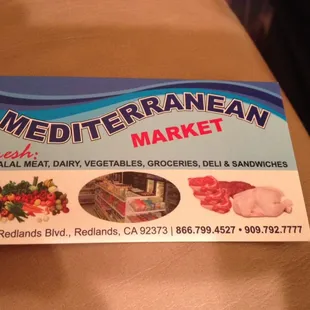 MEDITERRANEAN
MARKET
esh:
ALAL MEAT, DAIRY, VEGETABLES, GROCERIES, DELI & SANDWICHES
Redlands Blvd., Redlands, CA 92373 | 866.799.4527 • 909.792.7777